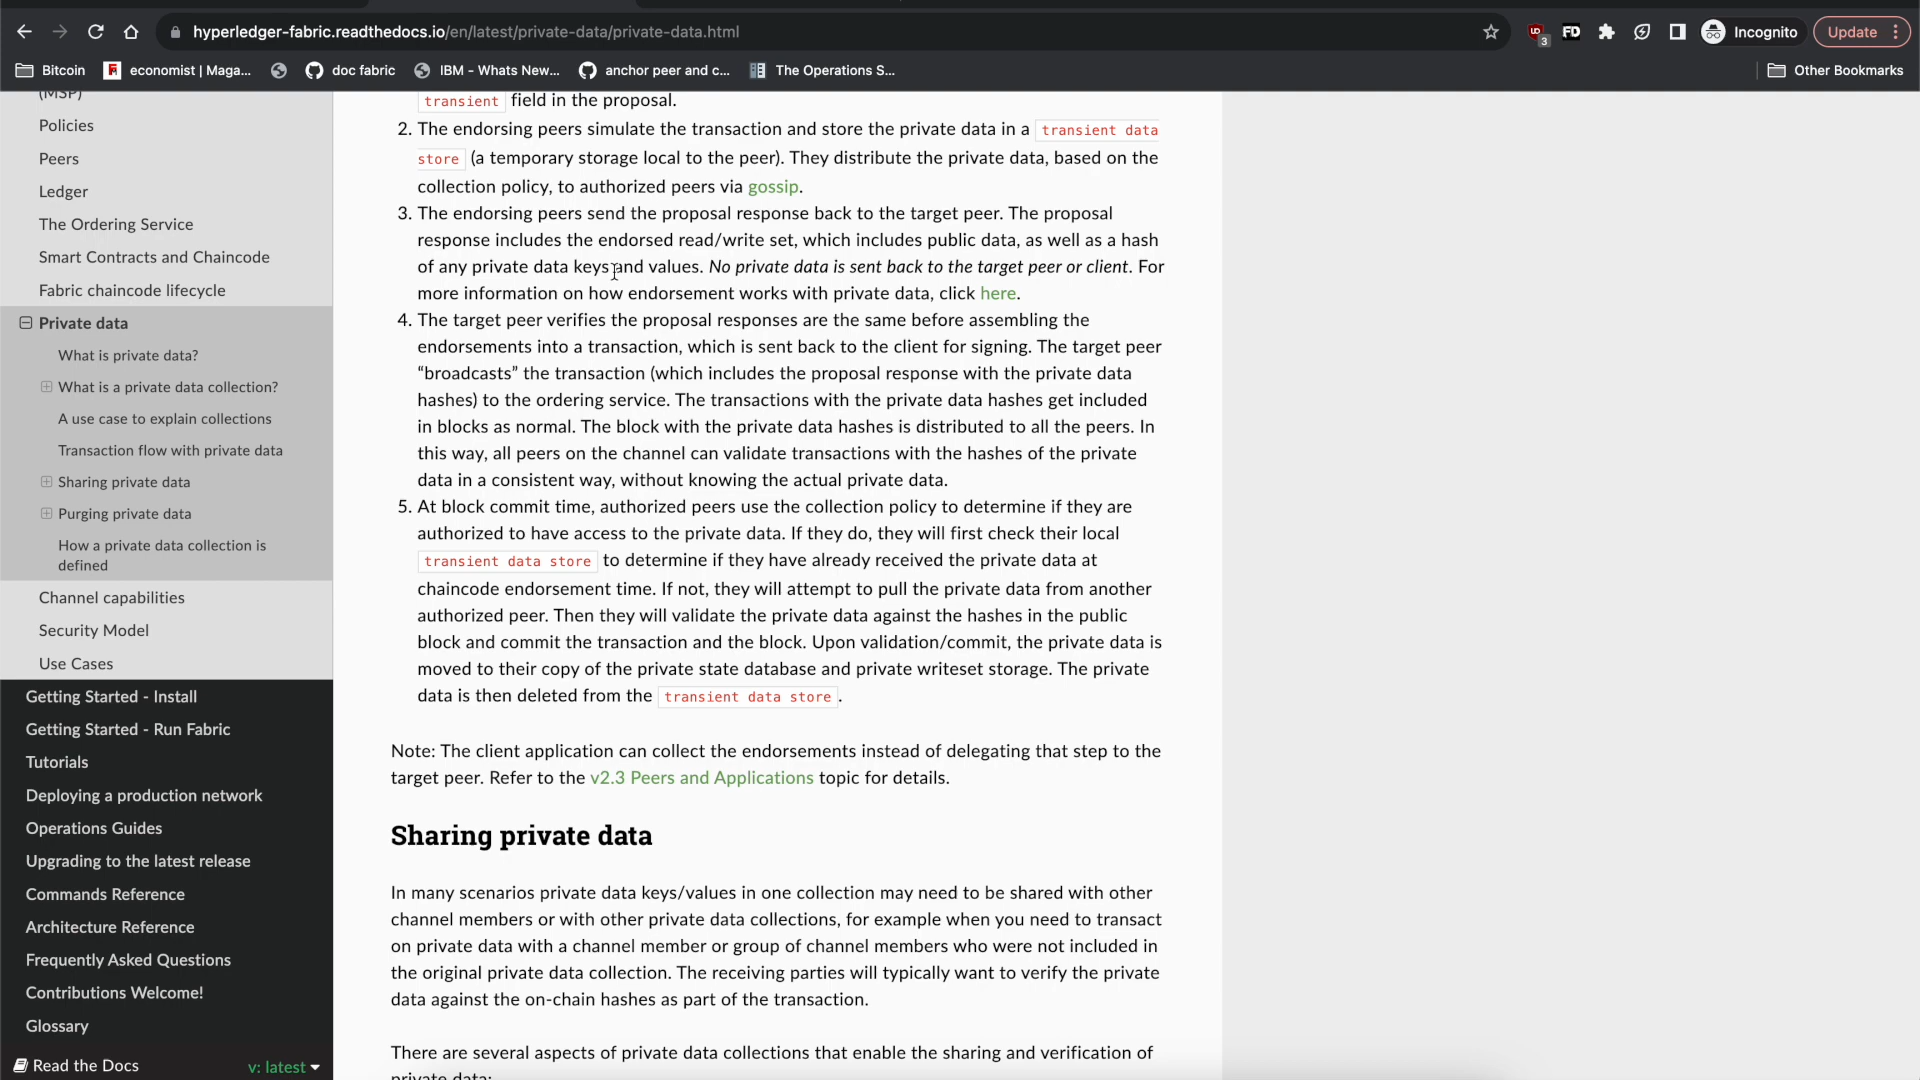 hyperledger-fabric.readthedocs.io/en/latest/private-data/private-data.html
3
FD
Incognito
Update
Bitcoin
economist | Maga...
doc fabric
IBM - Whats New...
anchor peer and c...
The Operations S...
Other Bookmarks
(MSP)
Policies
Peers
Ledger
The Ordering Service
Smart Contracts and Chaincode
Fabric chaincode lifecycle
Private data
What is private data?
What is a private data collection?
A use case to explain collections
Transaction flow with private data
Sharing private data
Purging private data
How a private data collection is
defined
Channel capabilities
Security Model
Use Cases
Getting Started - Install
Getting Started - Run Fabric
Tutorials
Deploying a production network
Operations Guides
Upgrading to the latest release
Commands Reference
Architecture Reference
Frequently Asked Questions
Contributions Welcome!
Glossary
Read the Docs
v: latest
transient field in the proposal.
2. The endorsing peers simulate the transaction and store the private data in a transient data
store (a temporary storage local to the peer). They distribute the private data, based on the
collection policy, to authorized peers via gossip.
3. The endorsing peers send the proposal response back to the target peer. The proposal
response includes the endorsed read/write set, which includes public data, as well as a hash
of any private data keys and values. No private data is sent back to the target peer or client. For
more information on how endorsement works with private data, click here.
4. The target peer verifies the proposal responses are the same before assembling the
endorsements into a transaction, which is sent back to the client for signing. The target peer
“broadcasts” the transaction (which includes the proposal response with the private data
hashes) to the ordering service. The transactions with the private data hashes get included
in blocks as normal. The block with the private data hashes is distributed to all the peers. In
this way, all peers on the channel can validate transactions with the hashes of the private
data in a consistent way, without knowing the actual private data.
5. At block commit time, authorized peers use the collection policy to determine if they are
authorized to have access to the private data. If they do, they will first check their local
transient data store to determine if they have already received the private data at
chaincode endorsement time. If not, they will attempt to pull the private data from another
authorized peer. Then they will validate the private data against the hashes in the public
block and commit the transaction and the block. Upon validation/commit, the private data is
moved to their copy of the private state database and private writeset storage. The private
data is then deleted from the transient data store.
Note: The client application can collect the endorsements instead of delegating that step to the
target peer. Refer to the v2.3 Peers and Applications topic for details.
Sharing private data
In many scenarios private data keys/values in one collection may need to be shared with other
channel members or with other private data collections, for example when you need to transact
on private data with a channel member or group of channel members who were not included in
the original private data collection. The receiving parties will typically want to verify the private
data against the on-chain hashes as part of the transaction.
There are several aspects of private data collections that enable the sharing and verification of
private data: